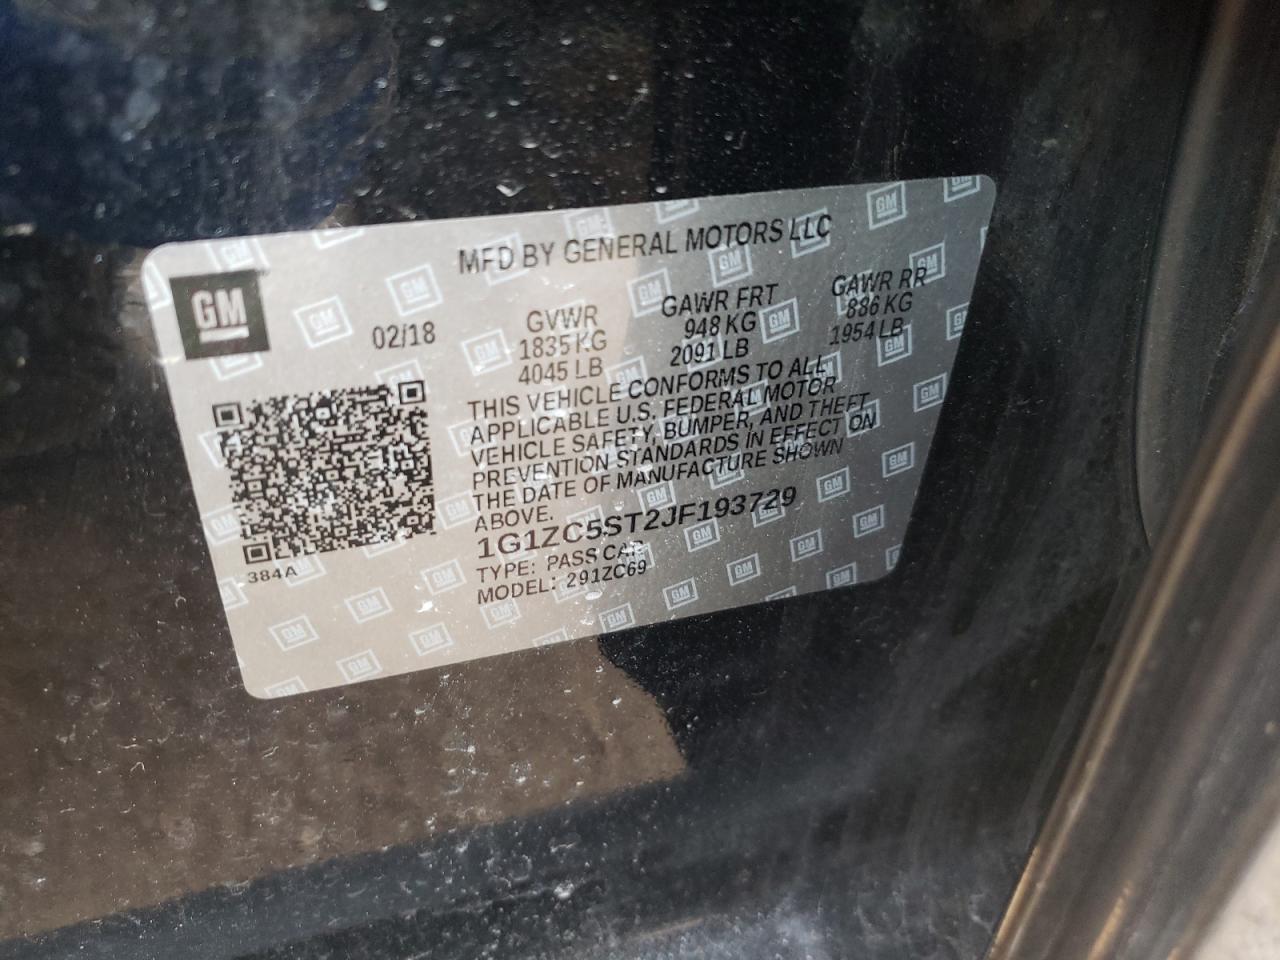 MFD BY GENERAL MOTORS LLC
GM
02/18
GVWR
1835 KG
4045 LB
GAWR FRT
948 KG
2091 LB
GAWR RR
886 KG
1954 LB
THIS VEHICLE CONFORMS TO ALL
APPLICABLE U.S. FEDERAL MOTOR
VEHICLE SAFETY, BUMPER, AND THEFT
PREVENTION STANDARDS IN EFFECT ON
THE DATE OF MANUFACTURE SHOWN
ABOVE.
1G1ZC5ST2JF193729
TYPE: PASS CAR
MODEL: 291ZC69
384A